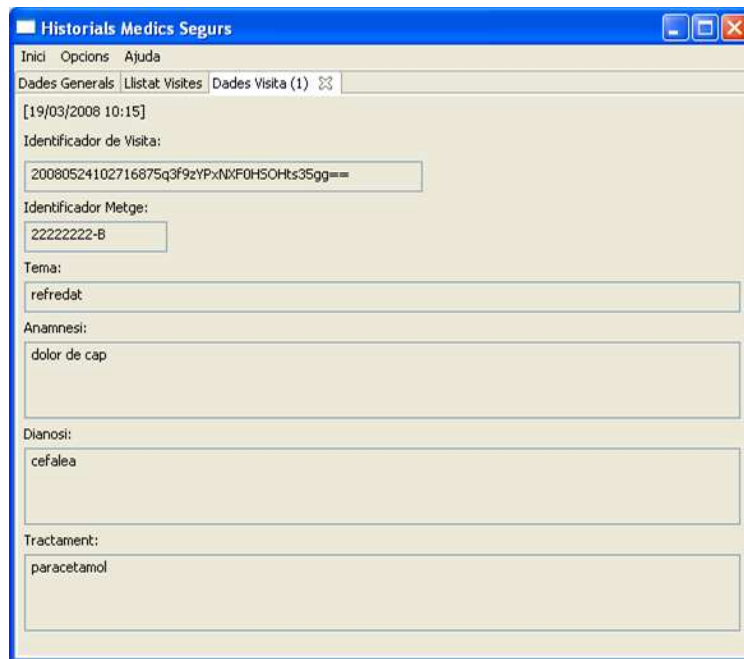 Historials Medics Segurs
Inici Opcions Ajuda
Dades Generals Llistat Visites Dades Visita (1)
[19/03/2008 10:15]
Identificador de Visita:
20080524102716875q3f9zYPxNXF0H5OHts35gg==
Identificador Metge:
22222222-B
Tema:
refredat
Anamnesi:
dolor de cap
Dianosi:
cefalea
Tractament:
paracetamol